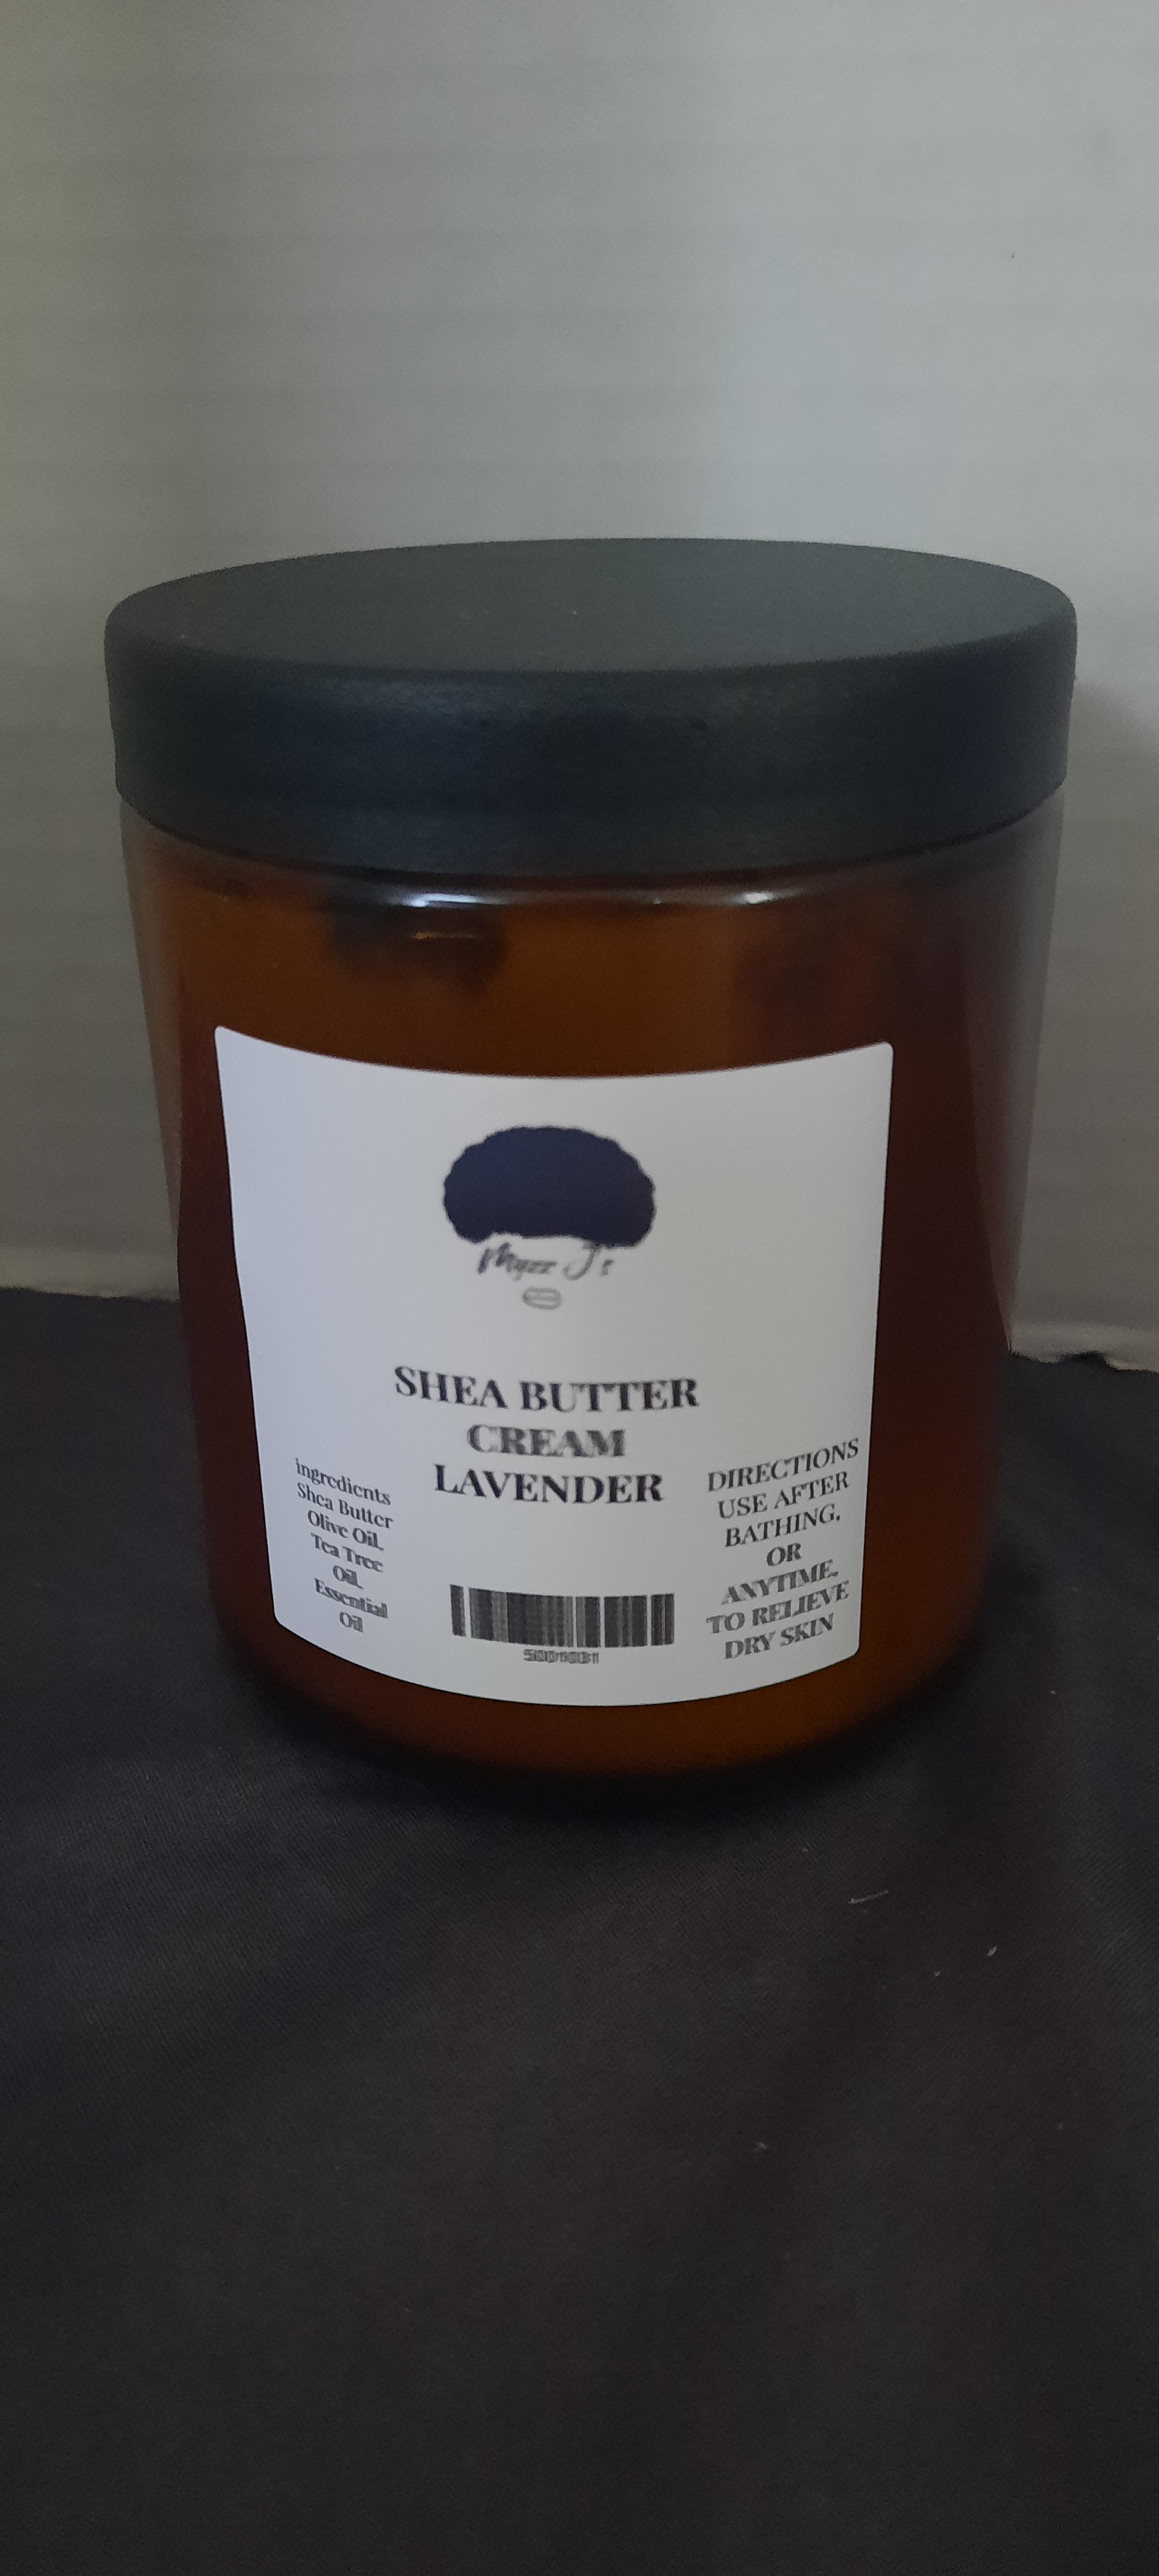 Myzz J's
SHEA BUTTER
CREAM
LAVENDER
ingredients
Shea Butter
Olive Oil,
Tea Tree
Oil,
Essential
Oil
DIRECTIONS
USE AFTER
BATHING,
OR
ANYTIME,
TO RELIEVE
DRY SKIN